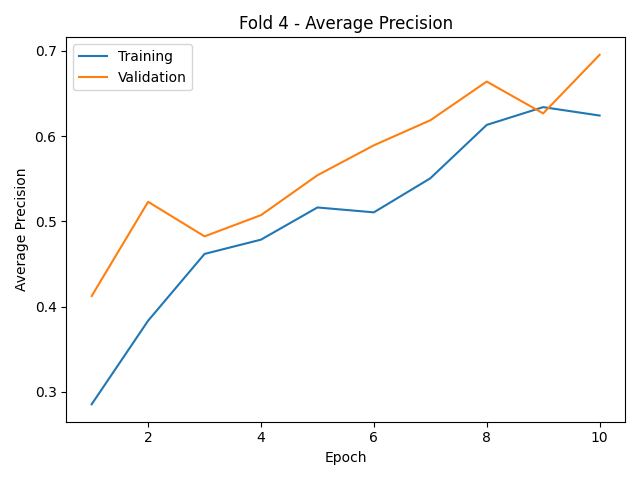 Fold 4 - Average Precision
Training
Validation
Average Precision
0.7
0.6
0.5
0.4
0.3
2 4 6 8 10
Epoch